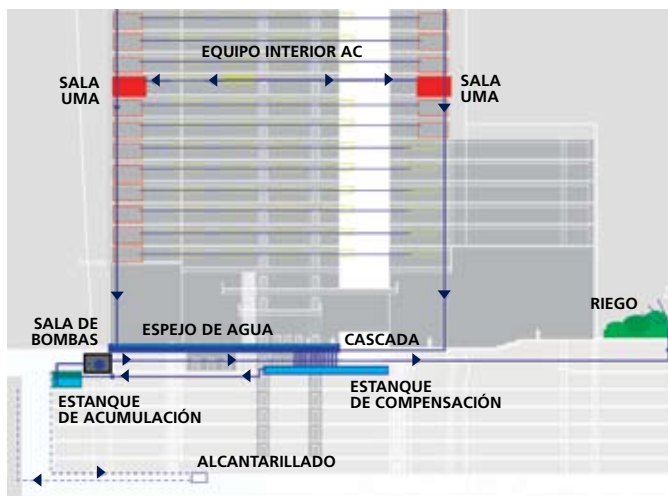 EQUIPO INTERIOR AC
SALA
UMA
SALA
UMA
RIEGO
SALA DE
BOMBAS
ESPEJO DE AGUA
CASCADA
ESTANQUE
DE ACUMULACIÓN
ESTANQUE
DE COMPENSACIÓN
ALCANTARILLADO